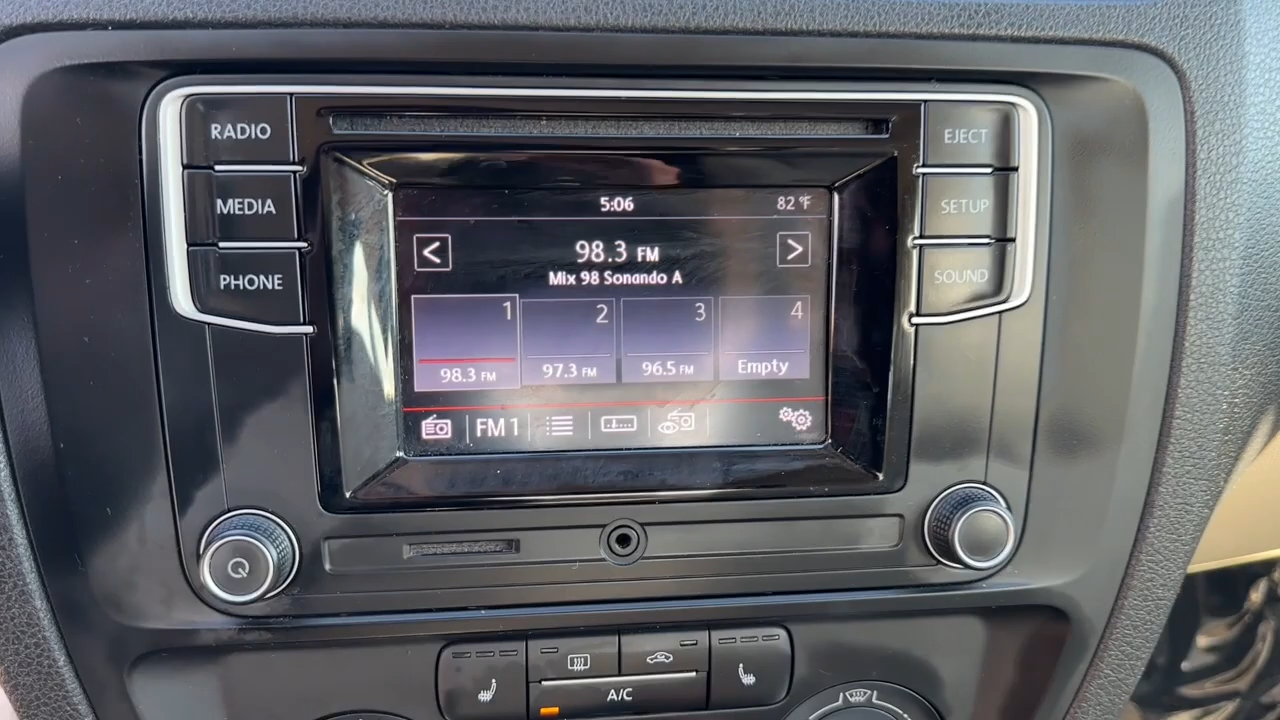 RADIO
MEDIA
PHONE
EJECT
SETUP
SOUND
5:06
82 °F
<
98.3 FM
>
Mix 98 Sonando A
1
2
3
4
98.3 FM
97.3 FM
96.5 FM
Empty
FM 1
A/C